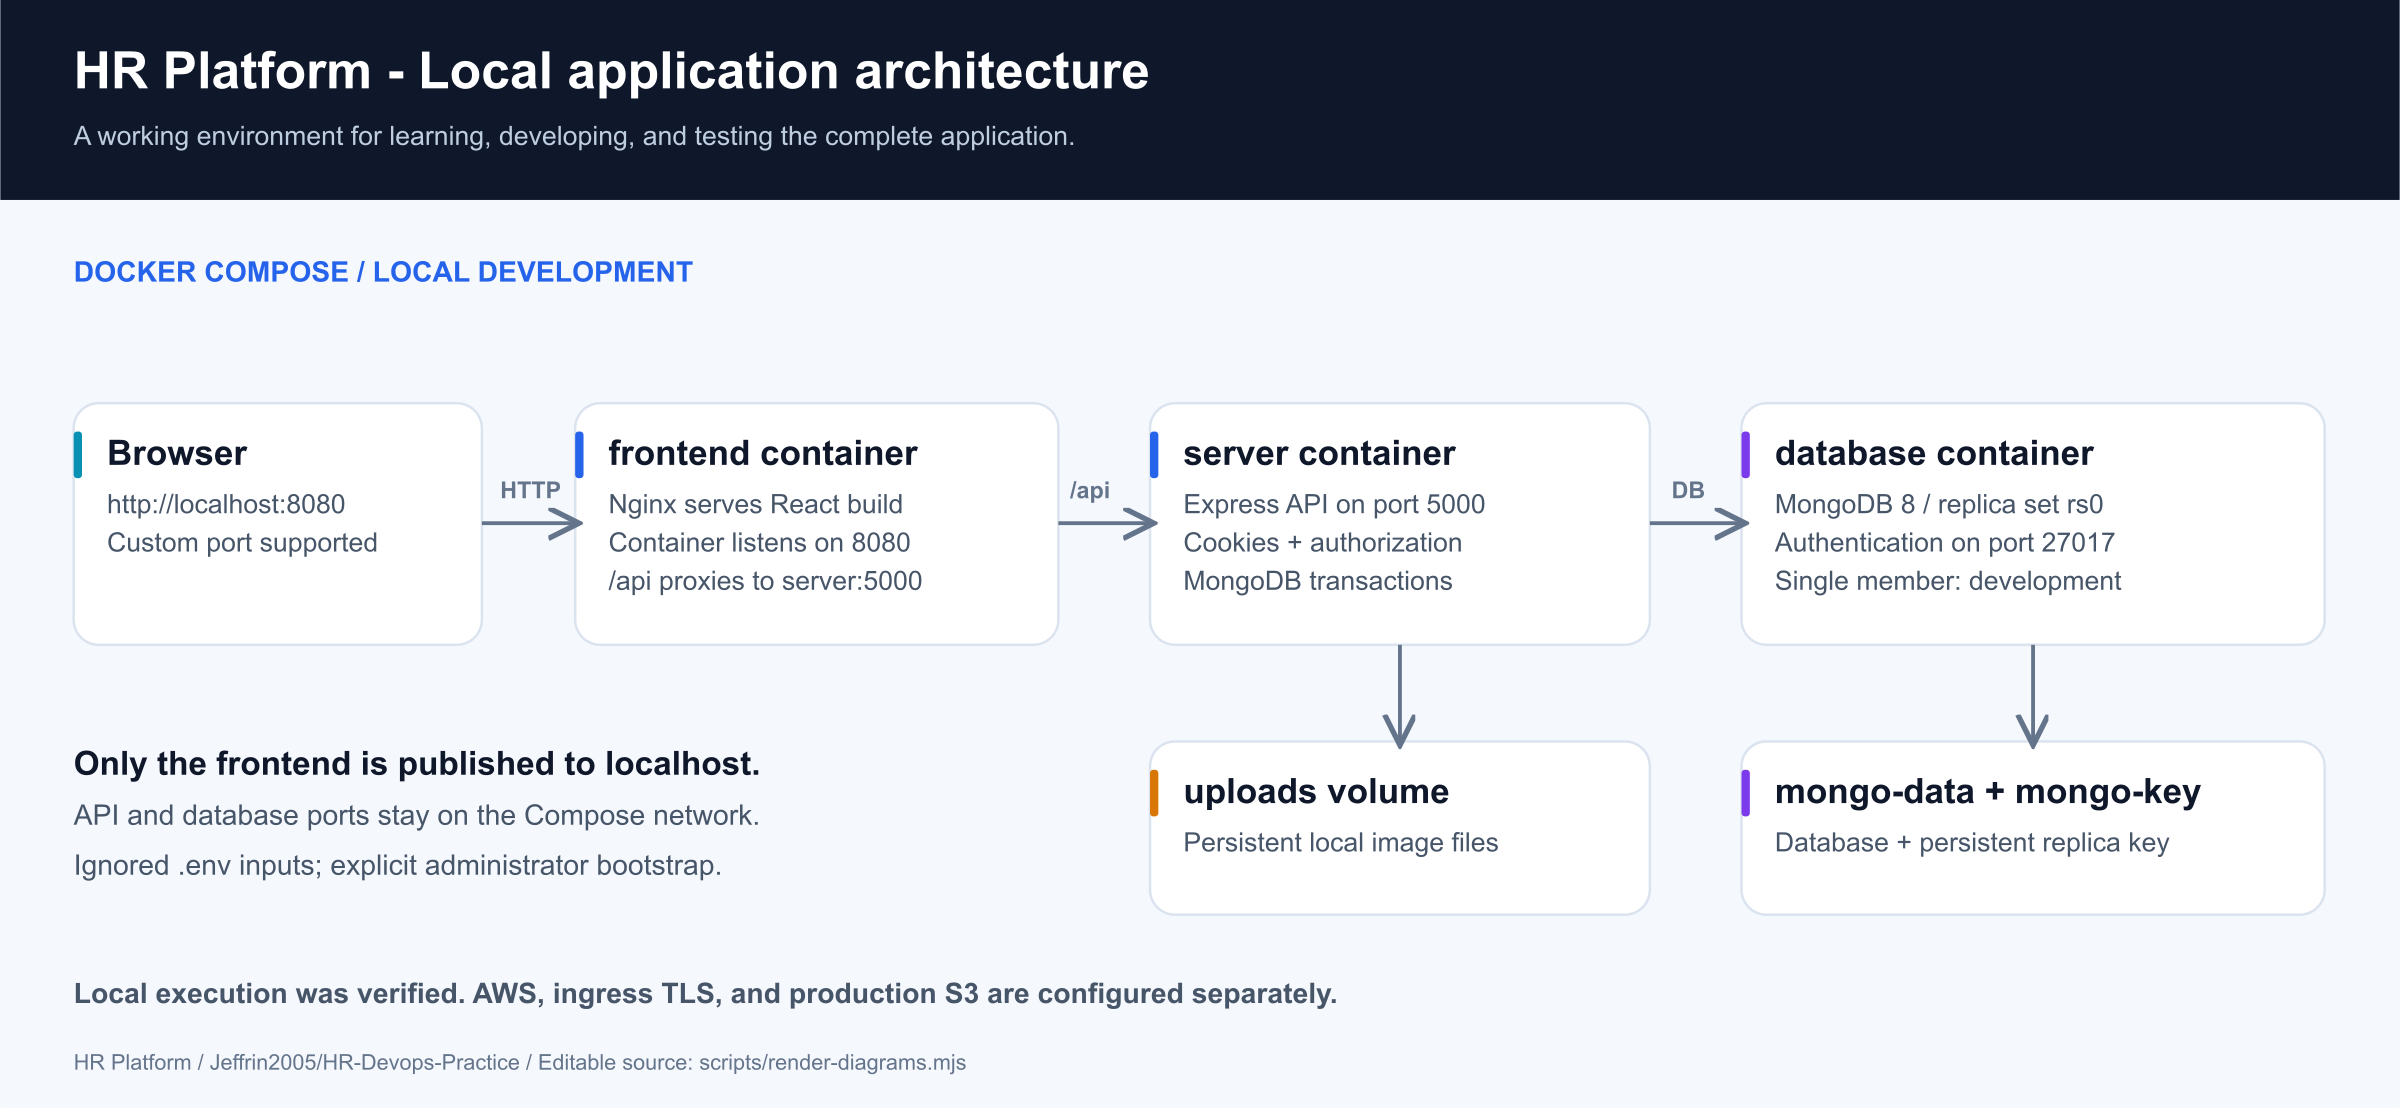 HR Platform - Local application architecture
A working environment for learning, developing, and testing the complete application.
DOCKER COMPOSE / LOCAL DEVELOPMENT
Browser
http://localhost:8080
Custom port supported
HTTP
frontend container
Nginx serves React build
Container listens on 8080
/api proxies to server:5000
/api
server container
Express API on port 5000
Cookies + authorization
MongoDB transactions
DB
database container
MongoDB 8 / replica set rs0
Authentication on port 27017
Single member: development
Only the frontend is published to localhost.
API and database ports stay on the Compose network.
Ignored .env inputs; explicit administrator bootstrap.
uploads volume
Persistent local image files
mongo-data + mongo-key
Database + persistent replica key
Local execution was verified. AWS, ingress TLS, and production S3 are configured separately.
HR Platform / Jeffrin2005/HR-Devops-Practice / Editable source: scripts/render-diagrams.mjs